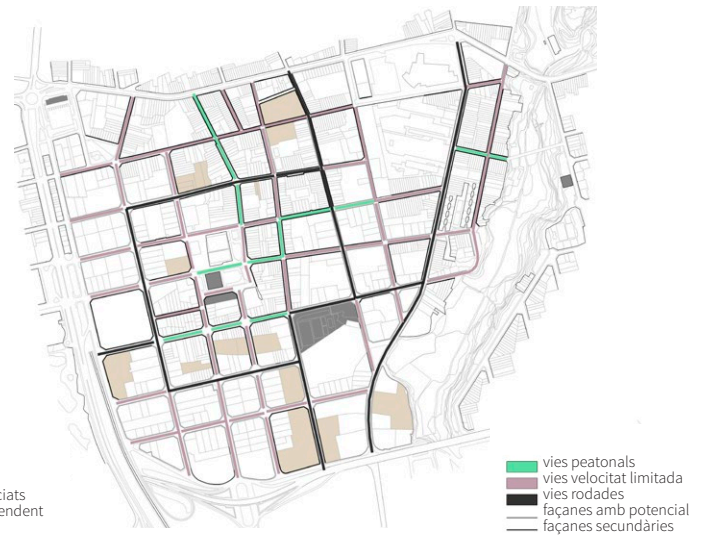 vies peatonals
vies velocitat limitada
vies rodades
façanes amb potencial
façanes secundàries
ciats
endent